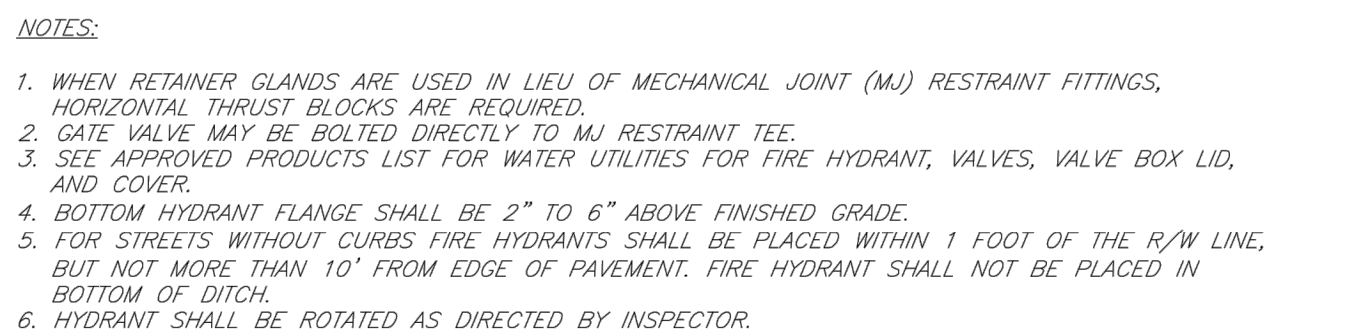 NOTES:
1. WHEN RETAINER GLANDS ARE USED IN LIEU OF MECHANICAL JOINT (MJ) RESTRAINT FITTINGS,
HORIZONTAL THRUST BLOCKS ARE REQUIRED.
2. GATE VALVE MAY BE BOLTED DIRECTLY TO MJ RESTRAINT TEE.
3. SEE APPROVED PRODUCTS LIST FOR WATER UTILITIES FOR FIRE HYDRANT, VALVES, VALVE BOX LID,
AND COVER.
4. BOTTOM HYDRANT FLANGE SHALL BE 2" TO 6" ABOVE FINISHED GRADE.
5. FOR STREETS WITHOUT CURBS FIRE HYDRANTS SHALL BE PLACED WITHIN 1 FOOT OF THE R/W LINE,
BUT NOT MORE THAN 10' FROM EDGE OF PAVEMENT. FIRE HYDRANT SHALL NOT BE PLACED IN
BOTTOM OF DITCH.
6. HYDRANT SHALL BE ROTATED AS DIRECTED BY INSPECTOR.